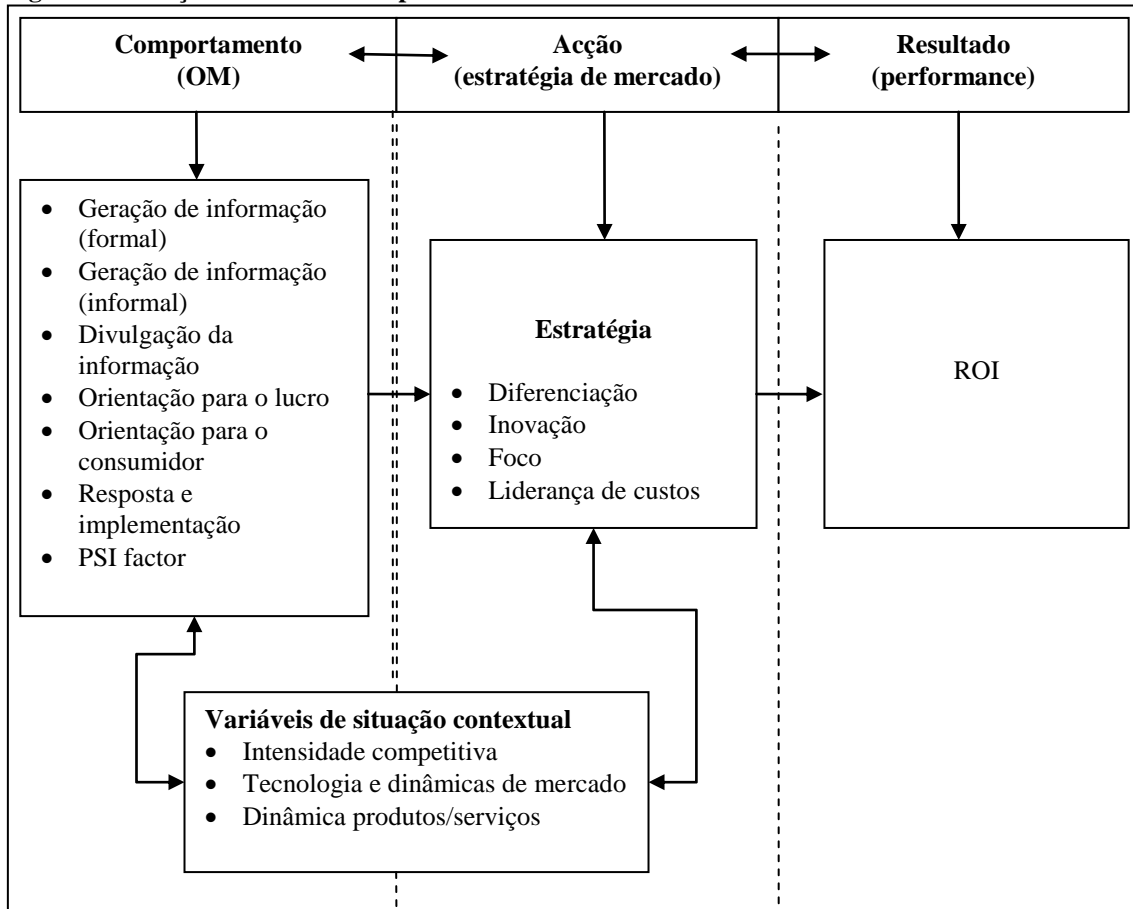 Comportamento
(OM)
Acção
(estratégia de mercado)
Resultado
(performance)
• Geração de informação
(formal)
• Geração de informação
(informal)
• Divulgação da
informação
• Orientação para o lucro
• Orientação para o
consumidor
• Resposta e
implementação
• PSI factor
Estratégia
• Diferenciação
• Inovação
• Foco
• Liderança de custos
ROI
Variáveis de situação contextual
• Intensidade competitiva
• Tecnologia e dinâmicas de mercado
• Dinâmica produtos/serviços